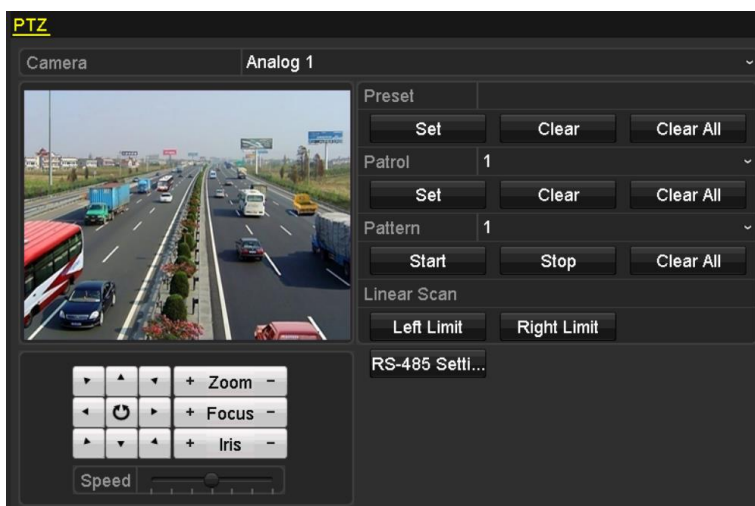 PTZ
Camera Analog 1
Preset
Set Clear Clear All
Patrol 1
Set Clear Clear All
Pattern 1
Start Stop Clear All
Linear Scan
Left Limit Right Limit
RS-485 Setti...
+ Zoom -
+ Focus -
+ Iris -
Speed